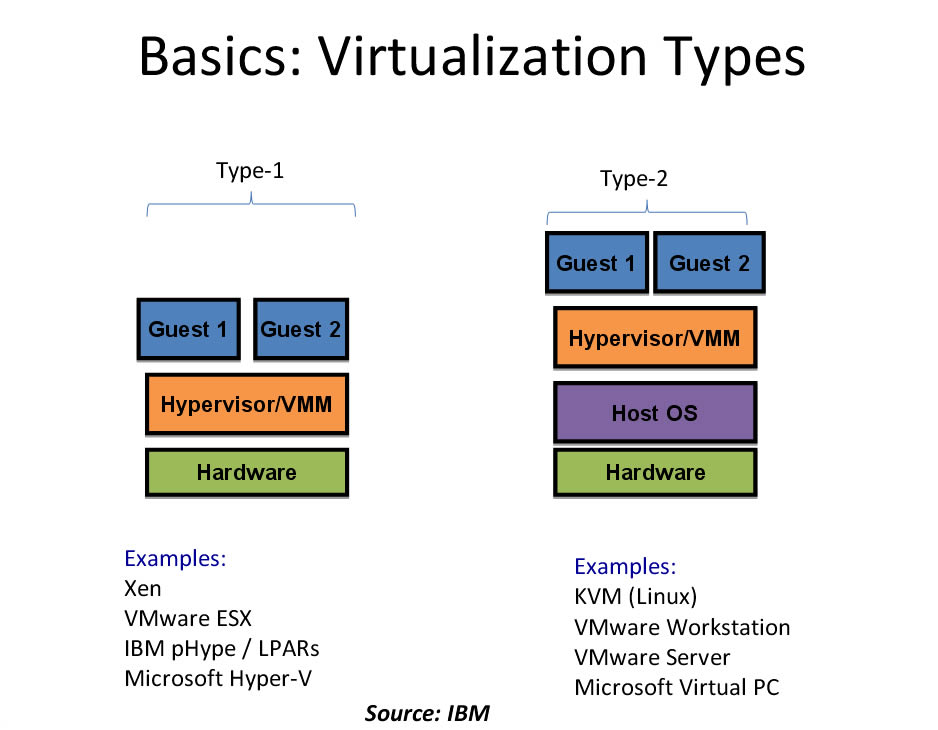 Basics: Virtualization Types
Type-1
Guest 1 Guest 2
Hypervisor/VMM
Hardware
Examples:
Xen
VMware ESX
IBM pHype / LPARs
Microsoft Hyper-V
Type-2
Guest 1 Guest 2
Hypervisor/VMM
Host OS
Hardware
Examples:
KVM (Linux)
VMware Workstation
VMware Server
Microsoft Virtual PC
Source: IBM